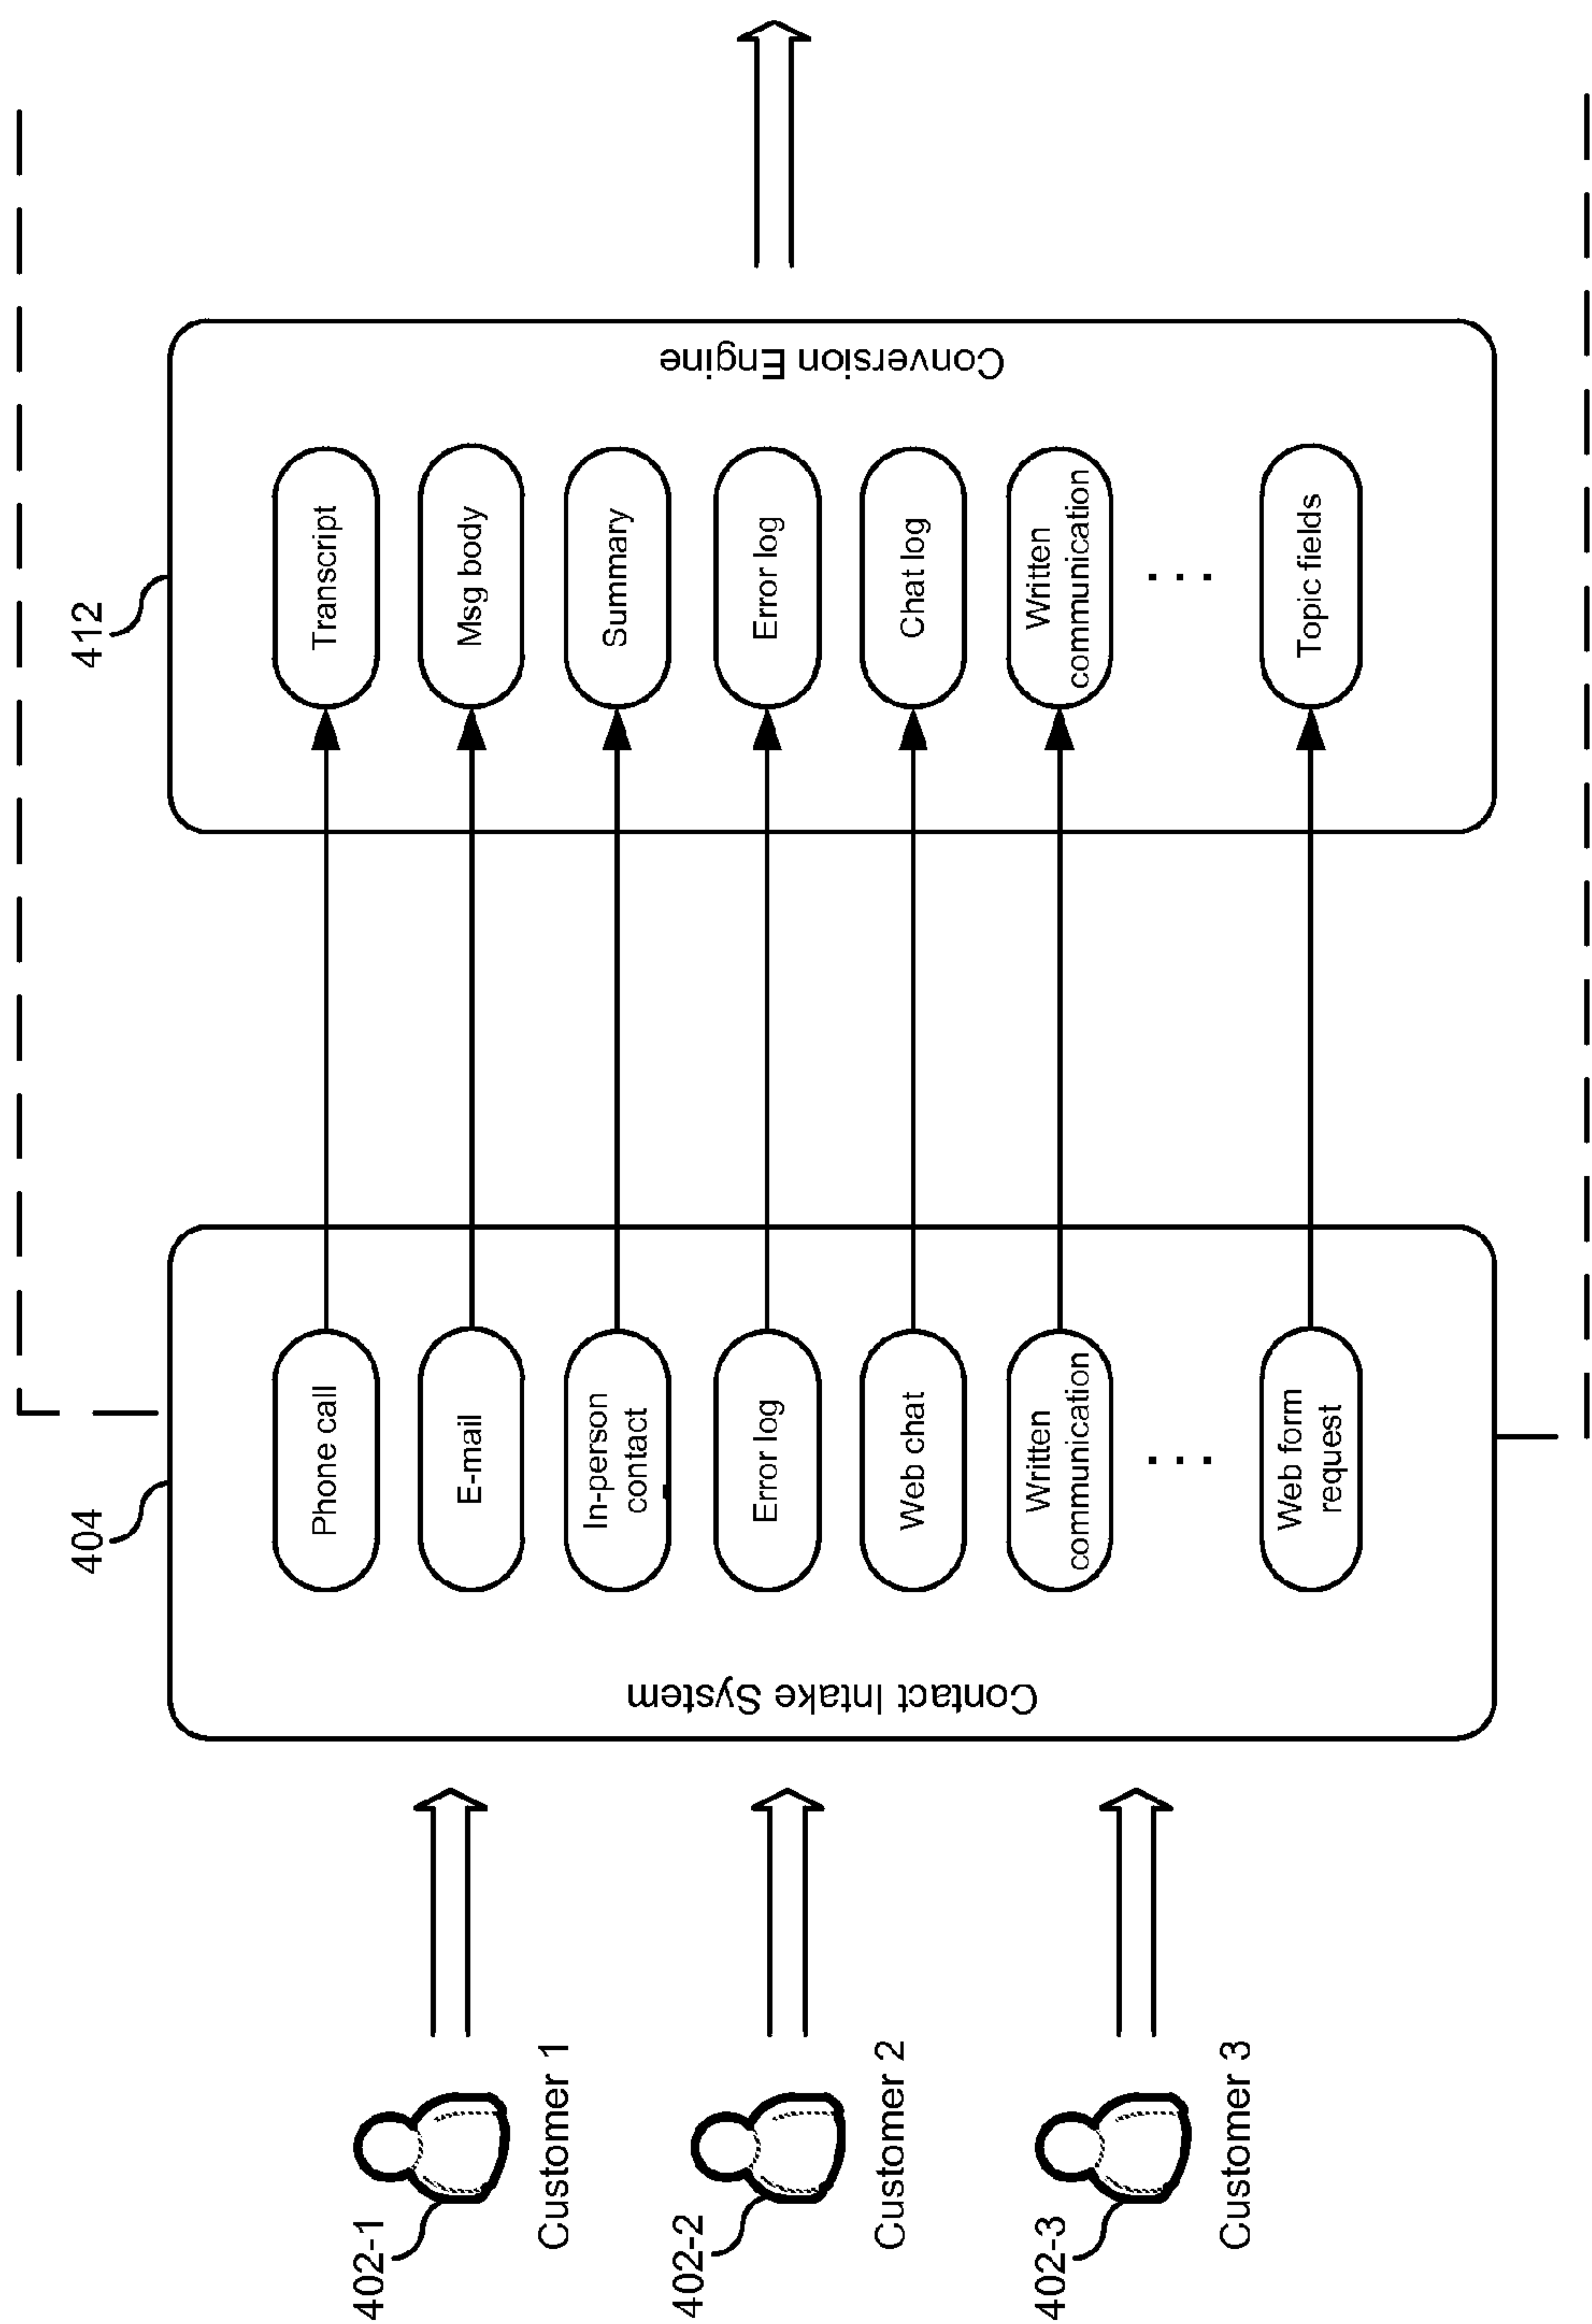 402-1
Customer 1
402-2
Customer 2
402-3
Customer 3
404
Contact Intake System
Phone call
E-mail
In-person
contact
Error log
Web chat
Written
communication
...
Web form
request
412
Transcript
Msg body
Summary
Error log
Chat log
Written
communication
...
Topic fields
Conversion Engine